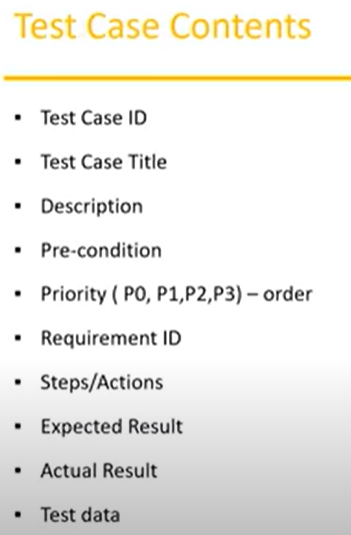 Test Case Contents
▪ Test Case ID
▪ Test Case Title
▪ Description
▪ Pre-condition
▪ Priority ( P0, P1,P2,P3) – order
▪ Requirement ID
▪ Steps/Actions
▪ Expected Result
▪ Actual Result
▪ Test data